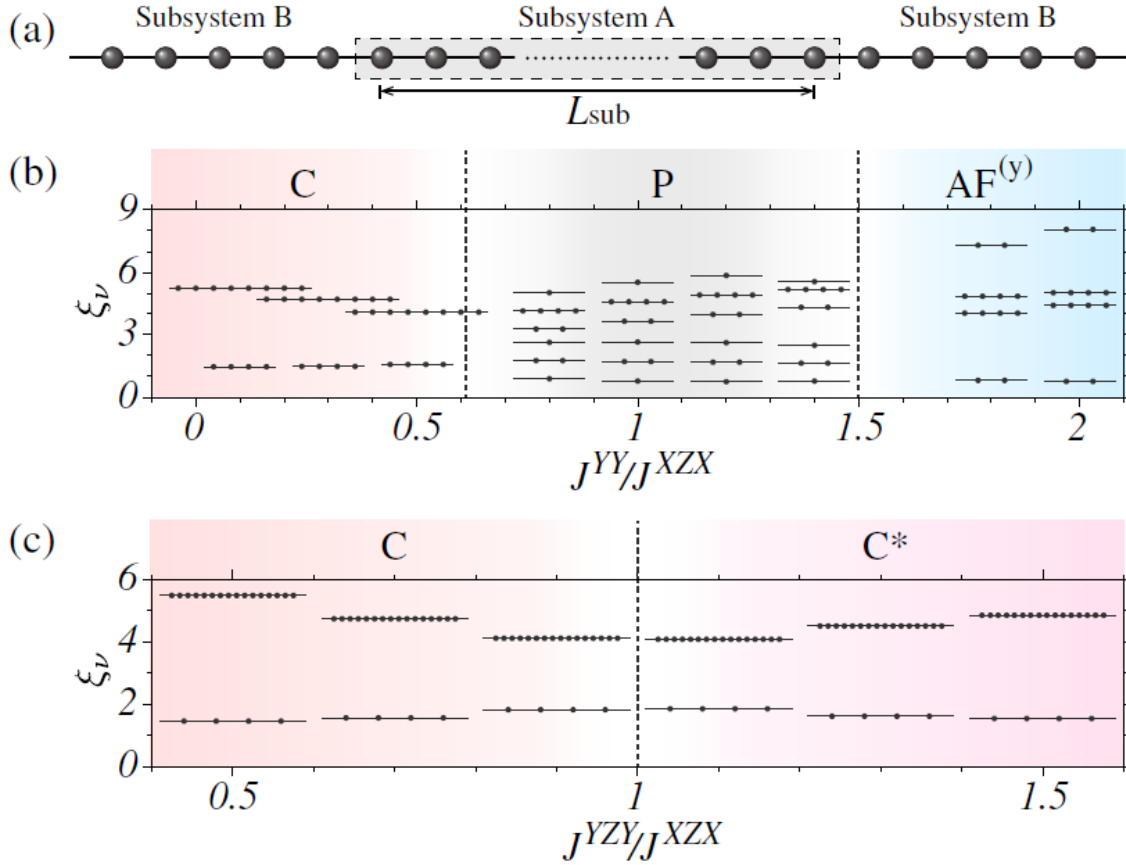 (a) Subsystem B Subsystem A Subsystem B
Lsub
(b) C P AF(y)
9
6
3
0
ξν
0 0.5 1 1.5 2
JYY/JXZX
(c) C C*
6
4
2
0
ξν
0.5 1 1.5
JYZY/JXZX